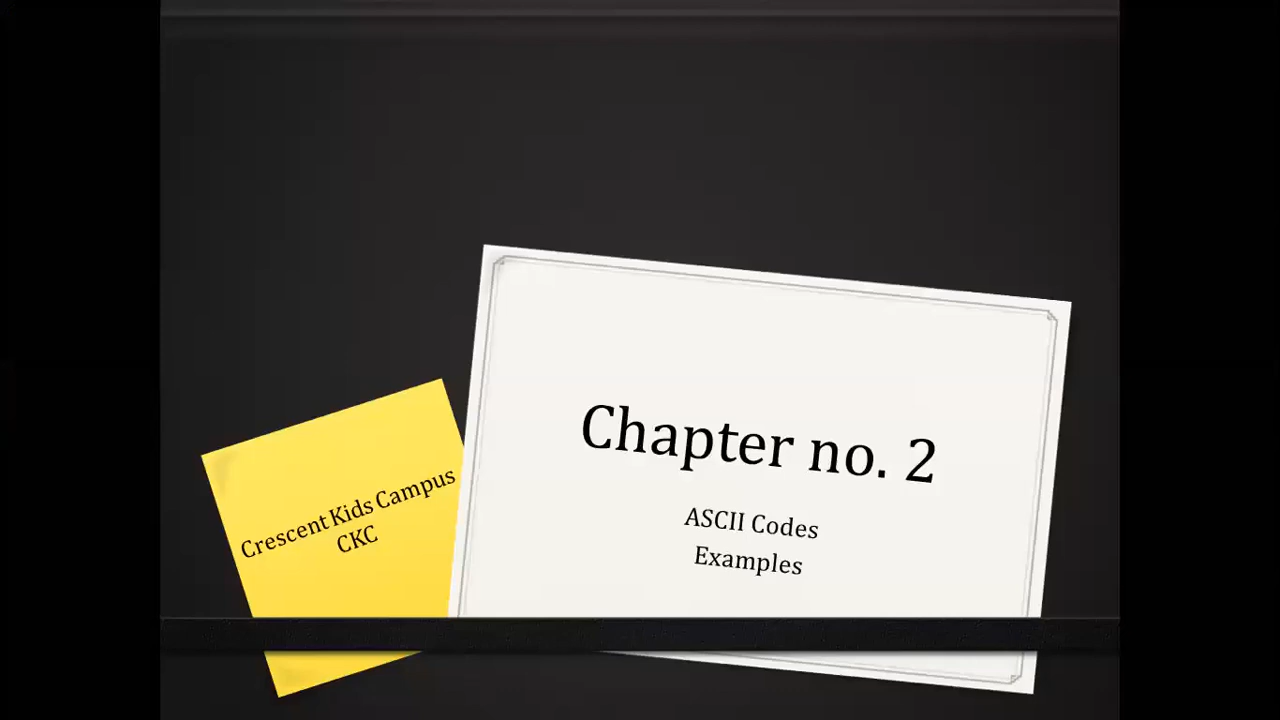 Chapter no. 2
ASCII Codes
Examples
Crescent Kids Campus
CKC